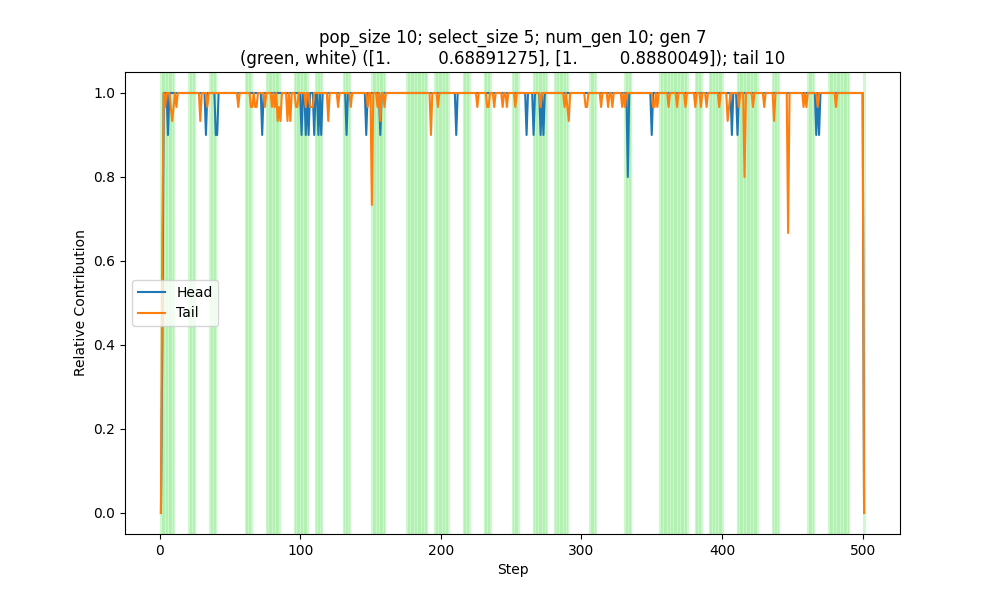 pop_size 10; select_size 5; num_gen 10; gen 7
(green, white) ([1.         0.68891275], [1.        0.8880049]); tail 10
1.0
0.8
0.6
0.4
0.2
0.0
Relative Contribution
Head
Tail
0
100
200
300
400
500
Step